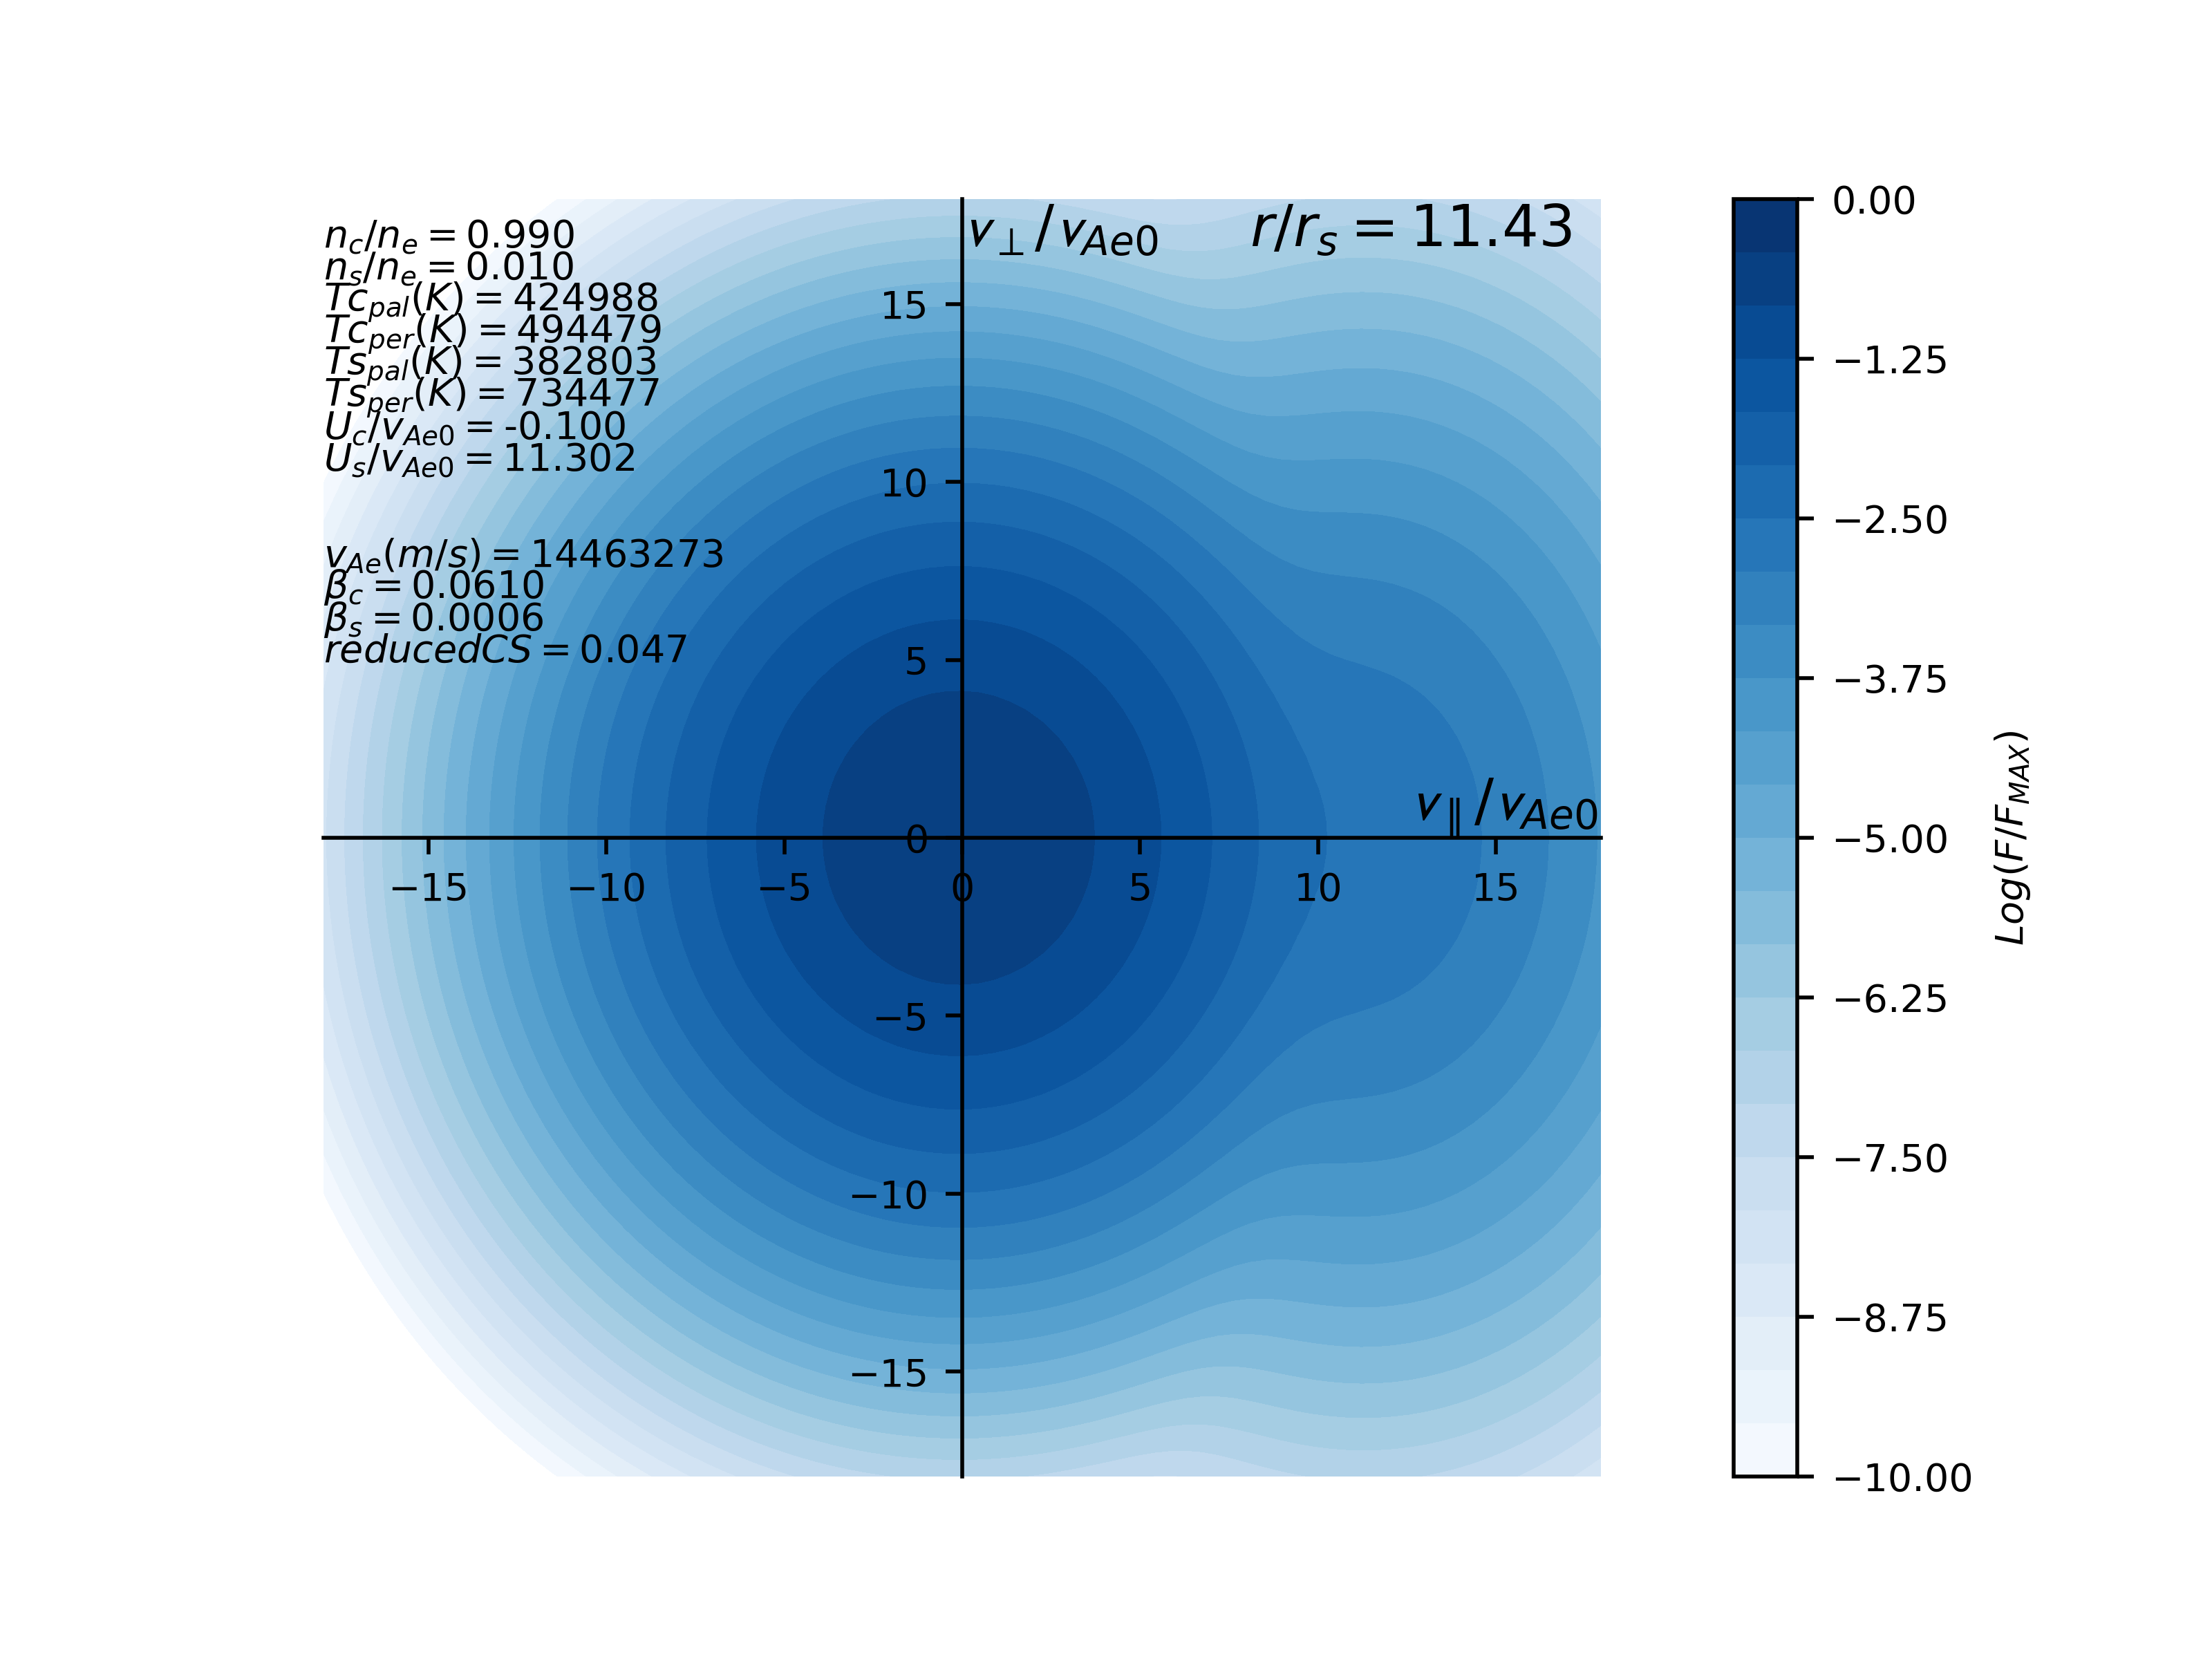 n_c/n_e = 0.990
n_s/n_e = 0.010
Tc_pal(K) = 424988
Tc_per(K) = 494479
Ts_pal(K) = 382803
Ts_per(K) = 734477
U_c/v_Ae0 = -0.100
U_s/v_Ae0 = 11.302
v_Ae(m/s) = 14463273
β_c = 0.0610
β_s = 0.0006
reducedCS = 0.047
v_⊥/v_Ae0
r/r_s = 11.43
15
10
5
0
−5
−10
−15
v_∥/v_Ae0
−15 −10 −5 0 5 10 15
0.00
−1.25
−2.50
−3.75
−5.00
−6.25
−7.50
−8.75
−10.00
Log(F/F_MAX)